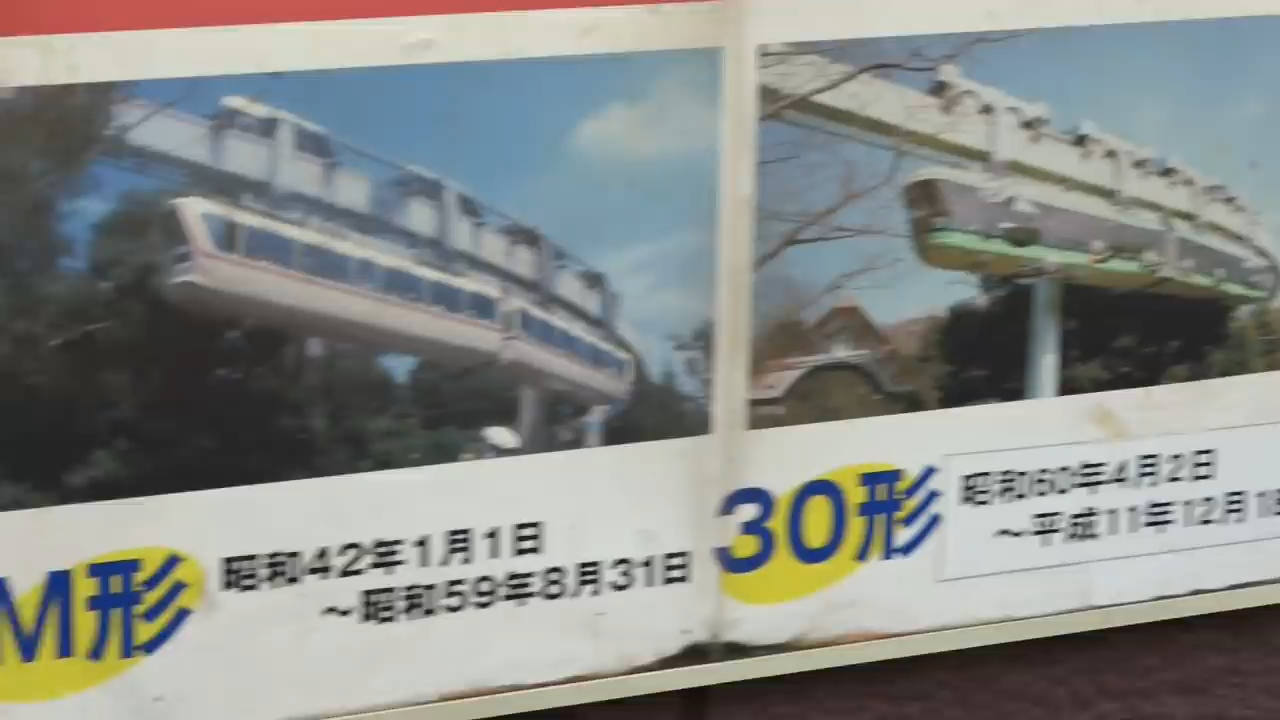 M形
昭和42年1月1日
～昭和59年8月31日
30形
昭和60年4月2日
～平成11年12月